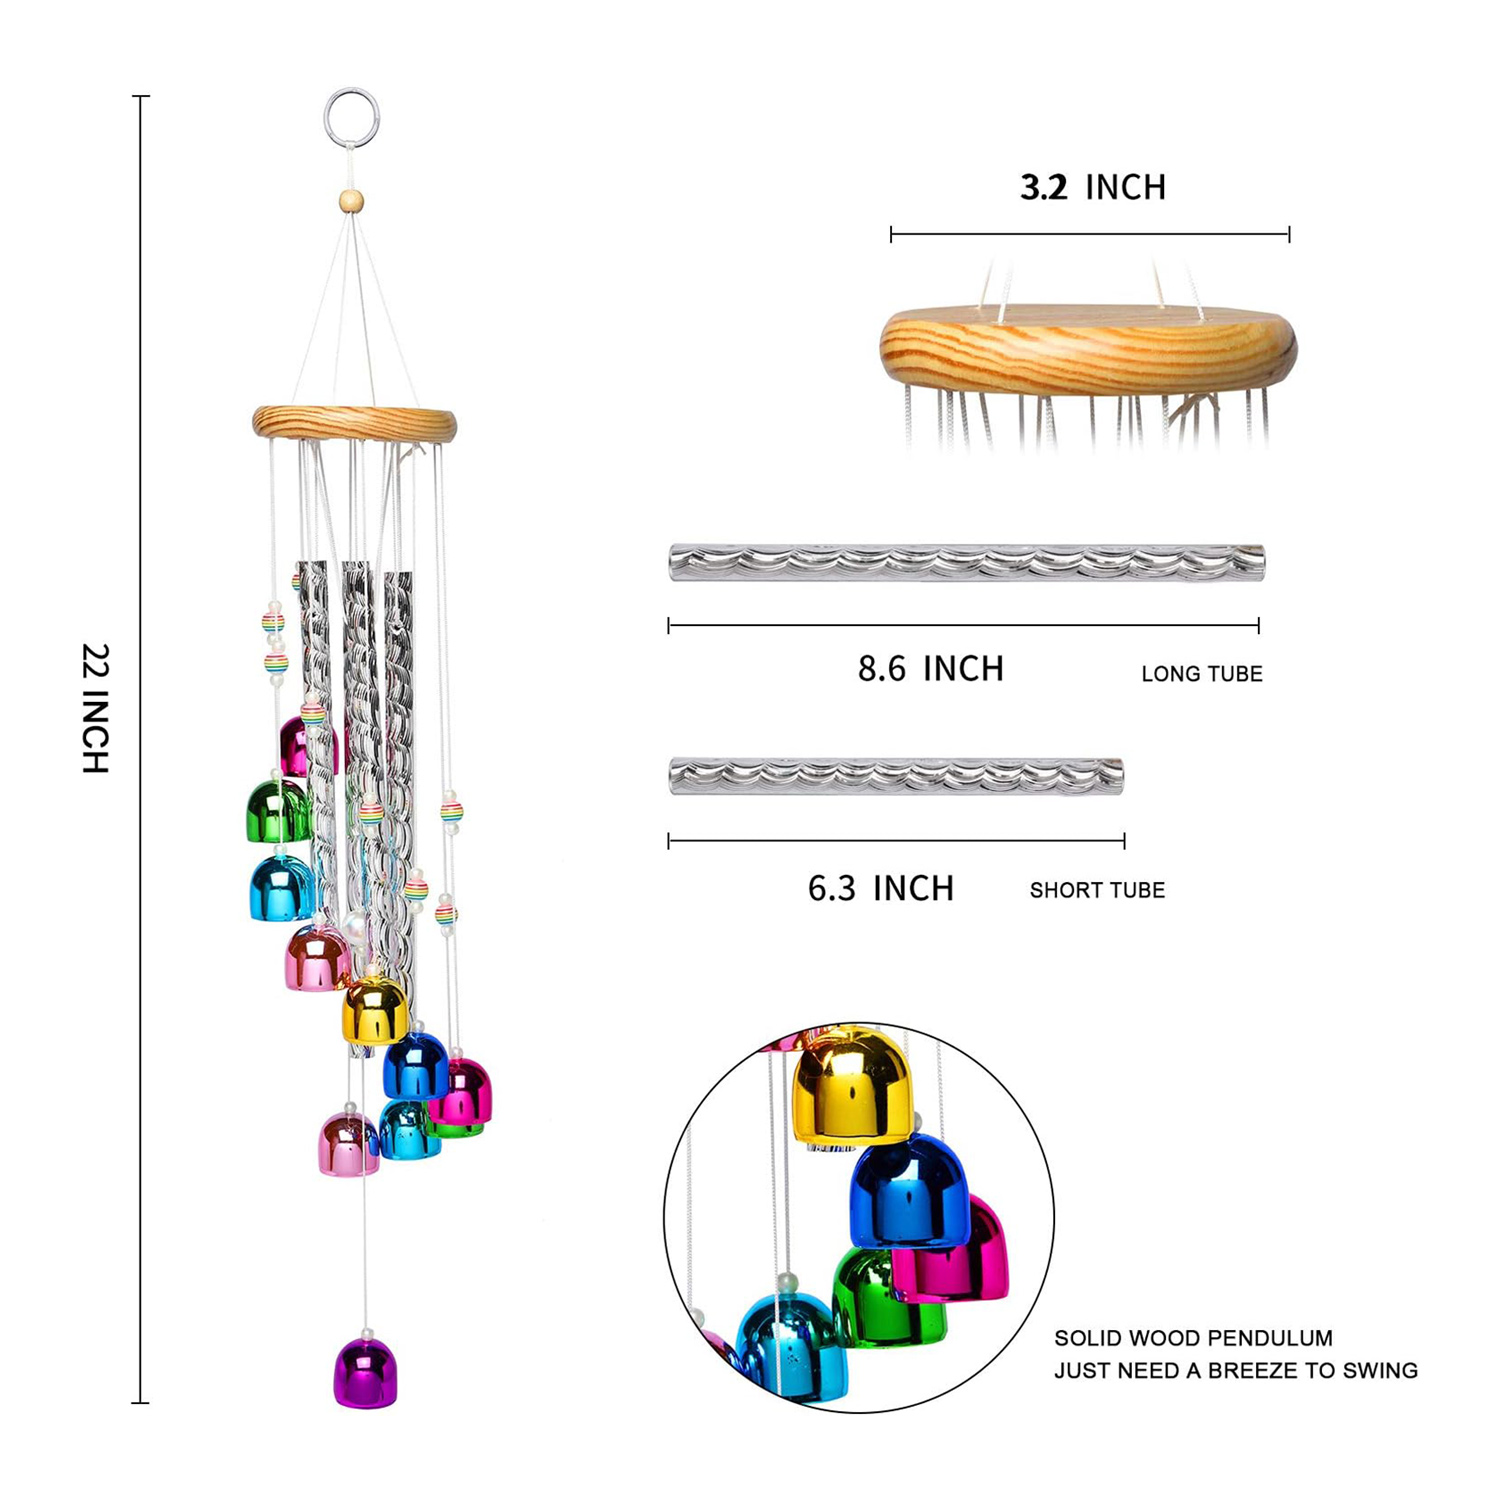 22 INCH
3.2 INCH
8.6 INCH
LONG TUBE
6.3 INCH
SHORT TUBE
SOLID WOOD PENDULUM
JUST NEED A BREEZE TO SWING